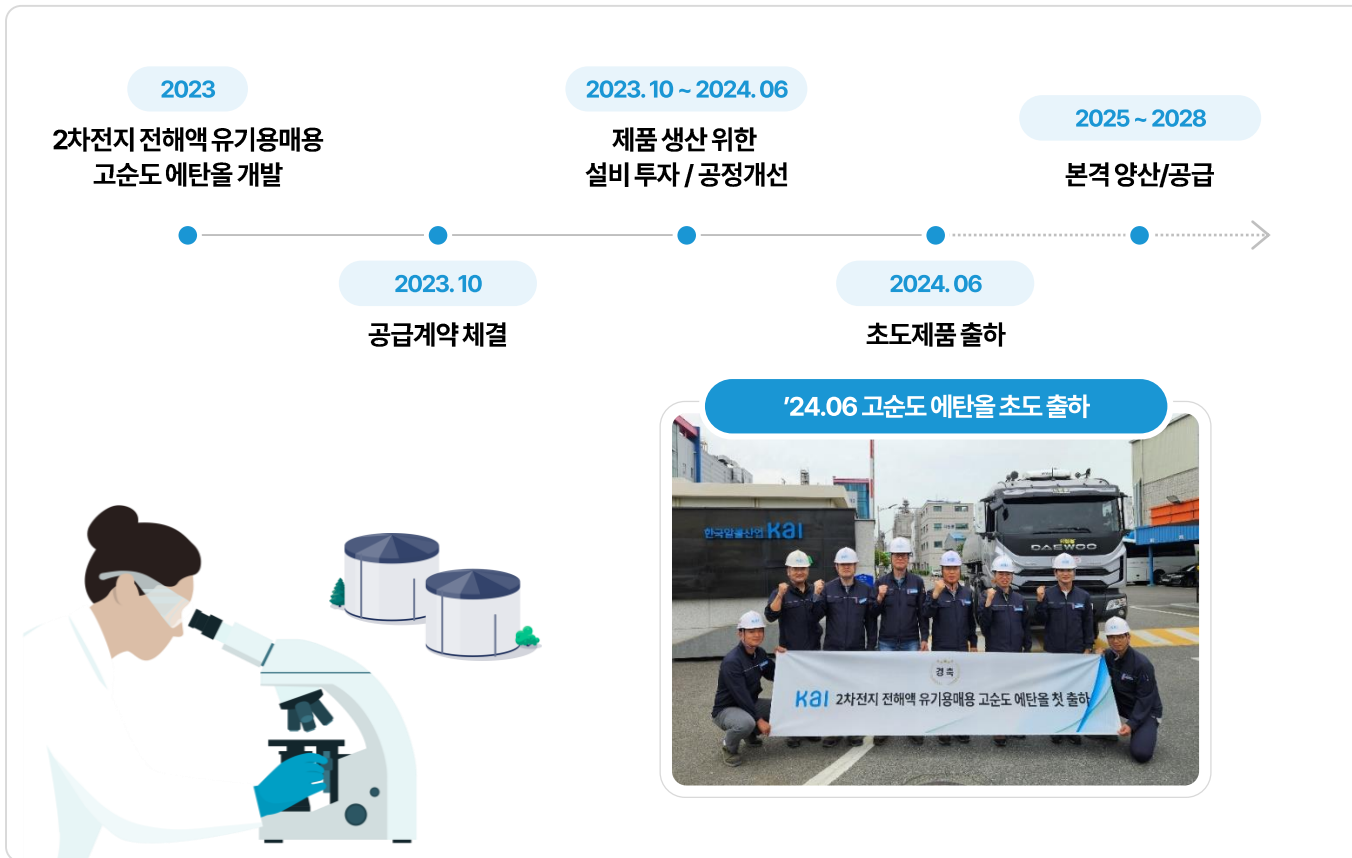 2023
2차전지 전해액 유기용매용
고순도 에탄올 개발
2023. 10
공급계약 체결
2023. 10 ~ 2024. 06
제품 생산 위한
설비 투자 / 공정개선
2024. 06
초도제품 출하
2025 ~ 2028
본격 양산/공급
’24.06 고순도 에탄올 초도 출하
한국알콜산업 KAI
DAEWOO
경축
KAI 2차전지 전해액 유기용매용 고순도 에탄올 첫 출하